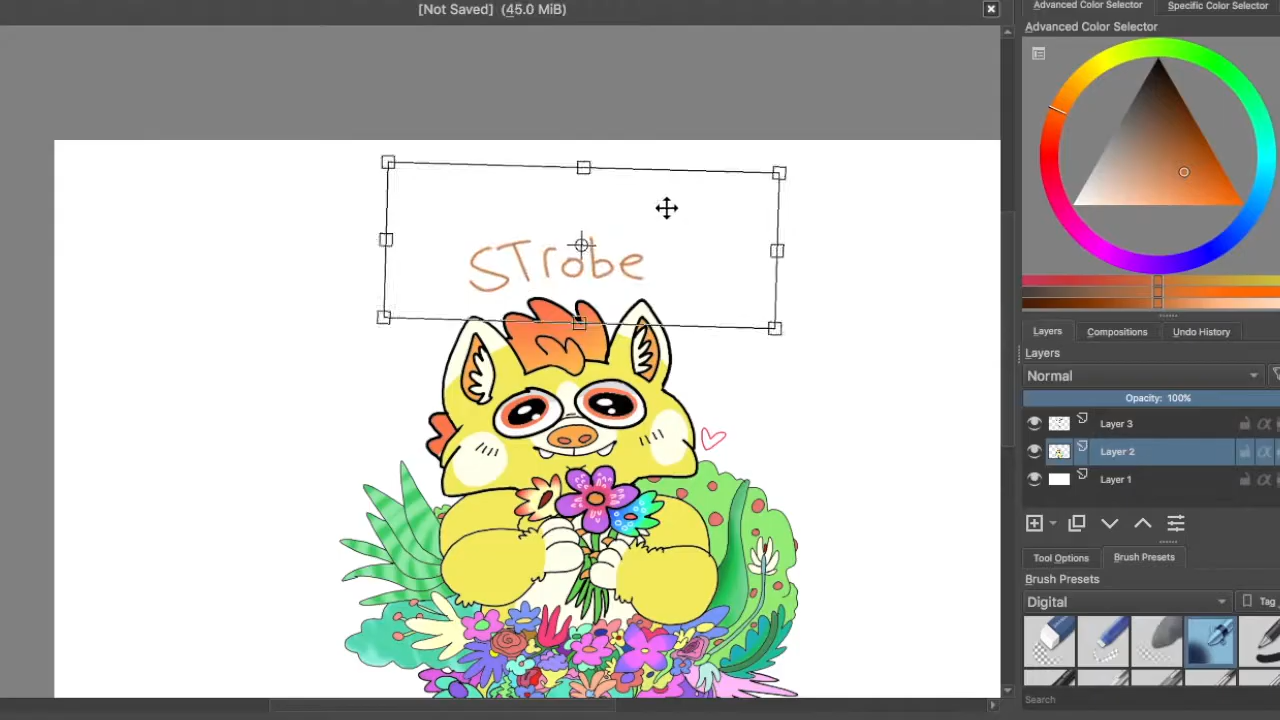 [Not Saved] (45.0 MiB)
Advanced Color Selector
Specific Color Selector
Advanced Color Selector
STrobe
Layers
Compositions
Undo History
Layers
Normal
Opacity: 100%
Layer 3
Layer 2
Layer 1
Tool Options
Brush Presets
Brush Presets
Digital
Tag
Search